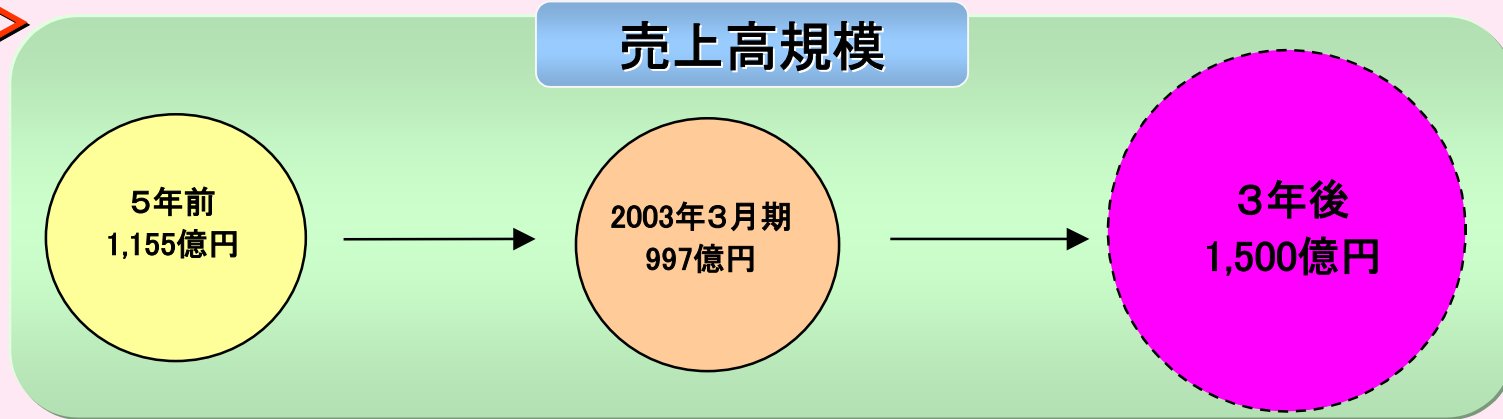 売上高規模
５年前
1,155億円
2003年３月期
997億円
３年後
1,500億円